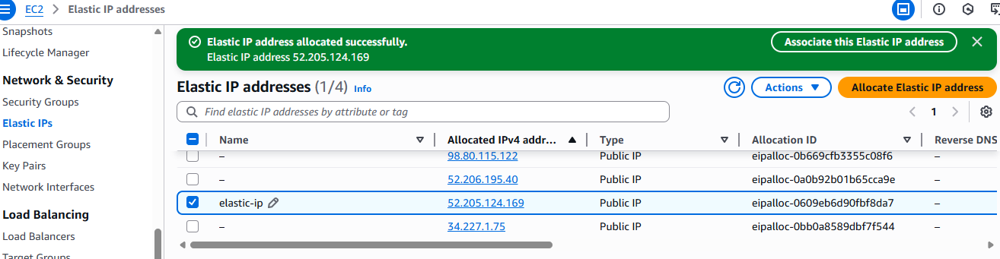 EC2 > Elastic IP addresses
Snapshots
Lifecycle Manager
Network & Security
Security Groups
Elastic IPs
Placement Groups
Key Pairs
Network Interfaces
Load Balancing
Load Balancers
Target Groups
Elastic IP address allocated successfully.
Elastic IP address 52.205.124.169
Associate this Elastic IP address
Elastic IP addresses (1/4) Info
Actions
Allocate Elastic IP address
Find elastic IP addresses by attribute or tag
1
Name Allocated IPv4 addr... Type Allocation ID Reverse DNS
– 98.80.115.122 Public IP eipalloc-0b669cfb3355c08f6 –
– 52.206.195.40 Public IP eipalloc-0a0b92b01b65cca9e –
elastic-ip 52.205.124.169 Public IP eipalloc-0609eb6d90fbf8da7 –
– 34.227.1.75 Public IP eipalloc-0bb0a8589dbf7f544 –